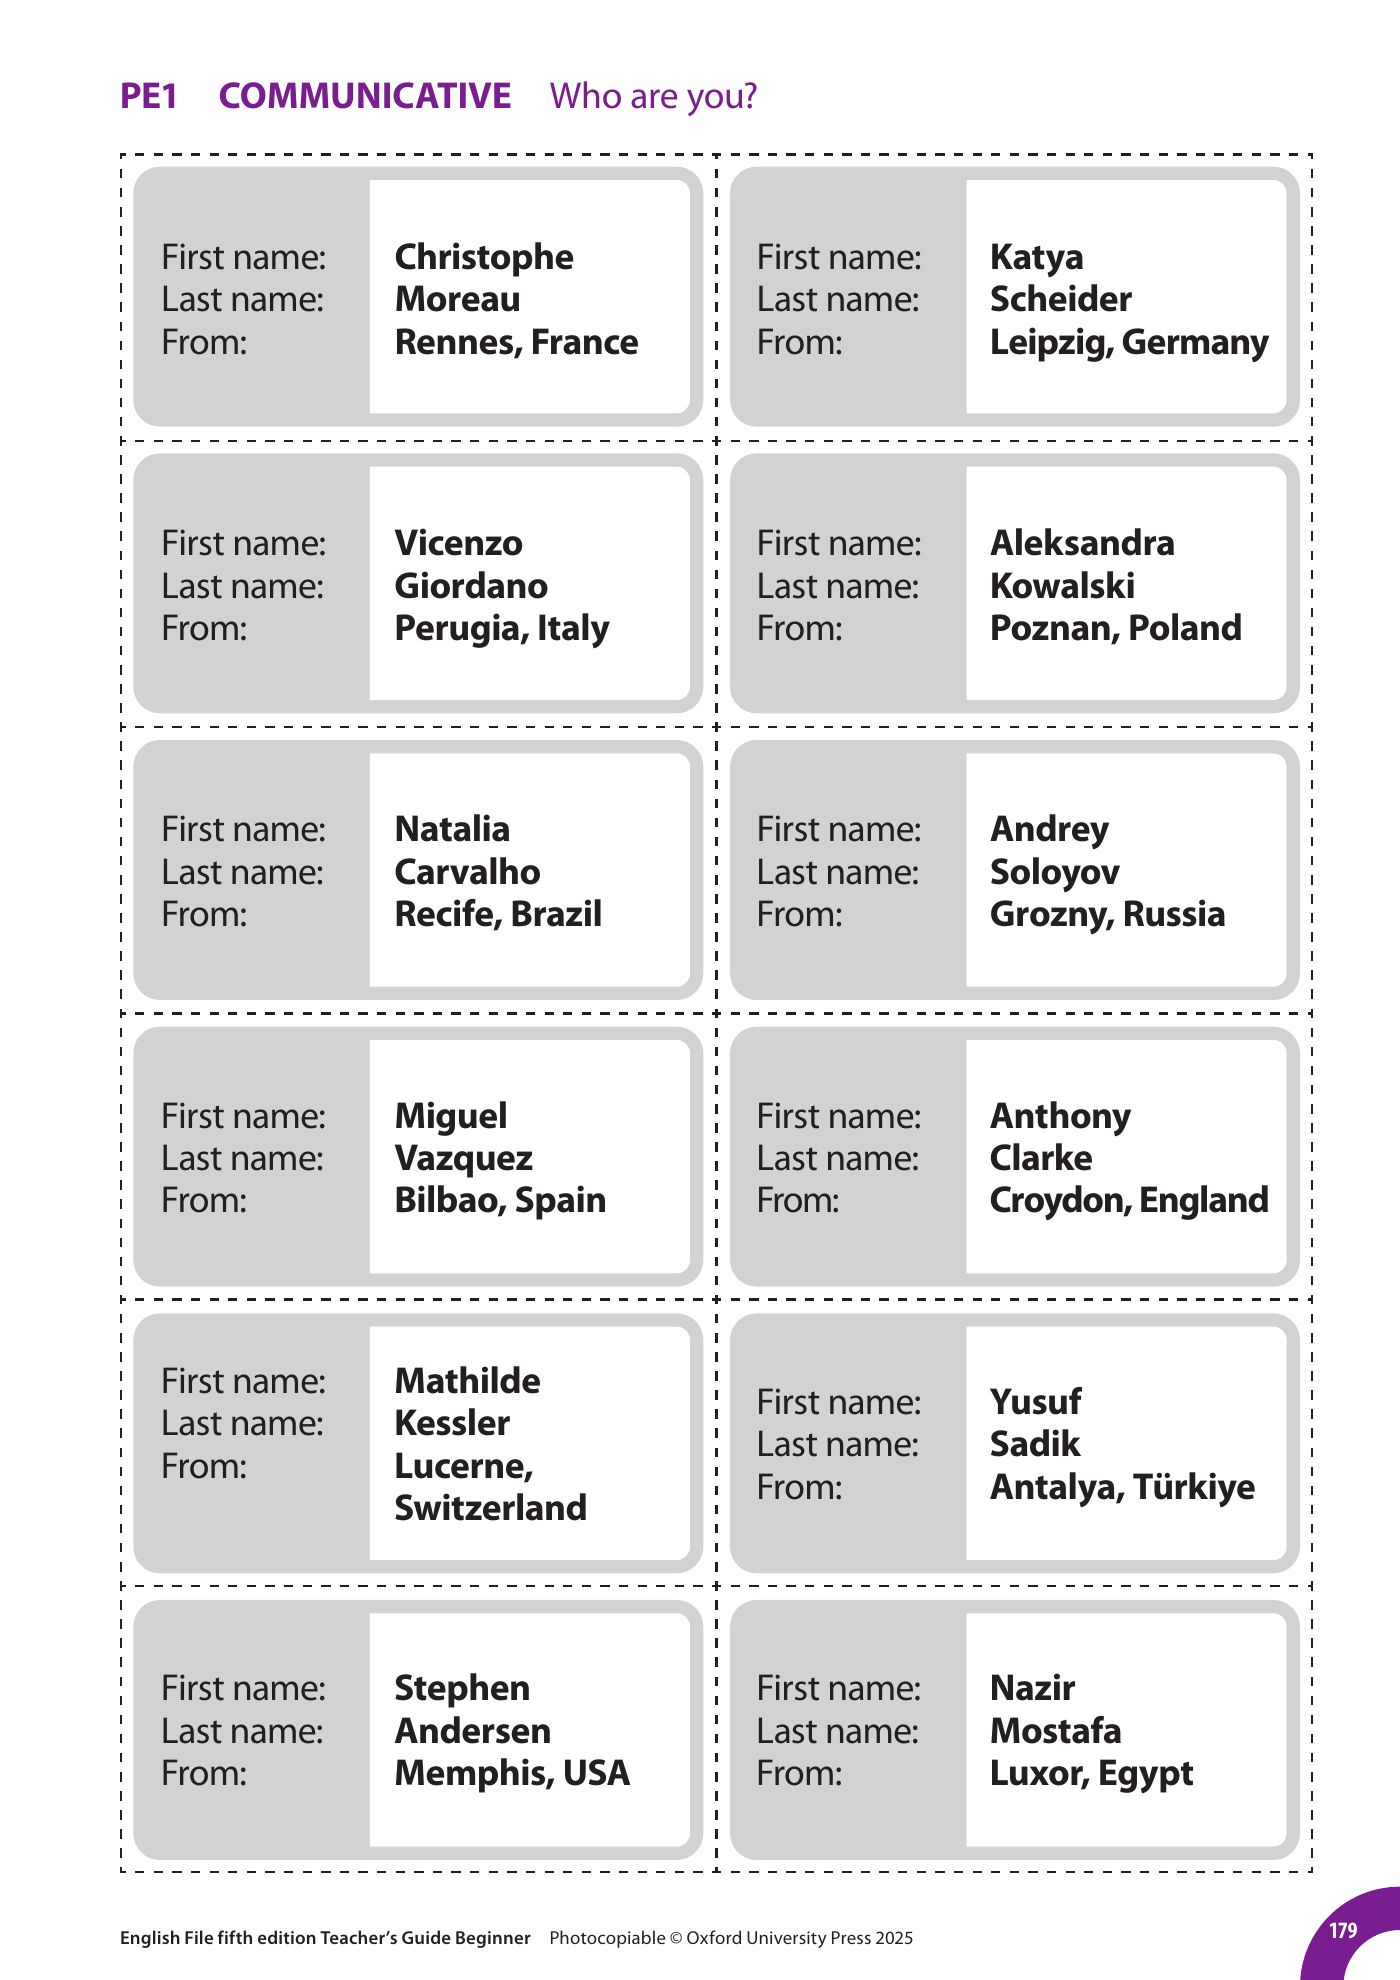 PE1 COMMUNICATIVE Who are you?
First name: Christophe
Last name: Moreau
From: Rennes, France
First name: Katya
Last name: Scheider
From: Leipzig, Germany
First name: Vicenzo
Last name: Giordano
From: Perugia, Italy
First name: Aleksandra
Last name: Kowalski
From: Poznan, Poland
First name: Natalia
Last name: Carvalho
From: Recife, Brazil
First name: Andrey
Last name: Soloyov
From: Grozny, Russia
First name: Miguel
Last name: Vazquez
From: Bilbao, Spain
First name: Anthony
Last name: Clarke
From: Croydon, England
First name: Mathilde
Last name: Kessler
From: Lucerne,
Switzerland
First name: Yusuf
Last name: Sadik
From: Antalya, Türkiye
First name: Stephen
Last name: Andersen
From: Memphis, USA
First name: Nazir
Last name: Mostafa
From: Luxor, Egypt
English File fifth edition Teacher’s Guide Beginner Photocopiable © Oxford University Press 2025
179